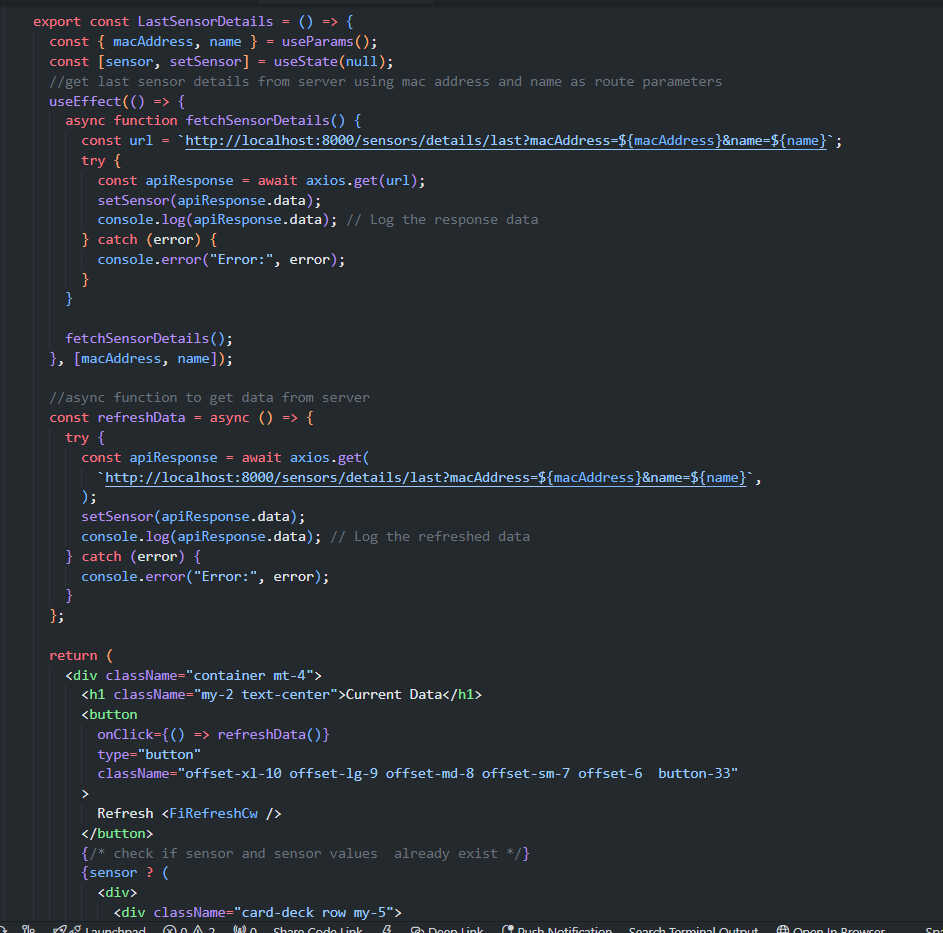 export const LastSensorDetails = () => {
const { macAddress, name } = useParams();
const [sensor, setSensor] = useState(null);
//get last sensor details from server using mac address and name as route parameters
useEffect(() => {
async function fetchSensorDetails() {
const url = `http://localhost:8000/sensors/details/last?macAddress=${macAddress}&name=${name}`;
try {
const apiResponse = await axios.get(url);
setSensor(apiResponse.data);
console.log(apiResponse.data); // Log the response data
} catch (error) {
console.error("Error:", error);
}
}
fetchSensorDetails();
}, [macAddress, name]);
//async function to get data from server
const refreshData = async () => {
try {
const apiResponse = await axios.get(
`http://localhost:8000/sensors/details/last?macAddress=${macAddress}&name=${name}`,
);
setSensor(apiResponse.data);
console.log(apiResponse.data); // Log the refreshed data
} catch (error) {
console.error("Error:", error);
}
};
return (
<div className="container mt-4">
<h1 className="my-2 text-center">Current Data</h1>
<button
onClick={() => refreshData()}
type="button"
className="offset-xl-10 offset-lg-9 offset-md-8 offset-sm-7 offset-6  button-33"
>
Refresh <FiRefreshCw />
</button>
{/* check if sensor and sensor values  already exist */}
{sensor ? (
<div>
<div className="card-deck row my-5">
Launchpad 0 2 0 Share Code Link Deep Link Push Notification Search Terminal Output Open In Browser